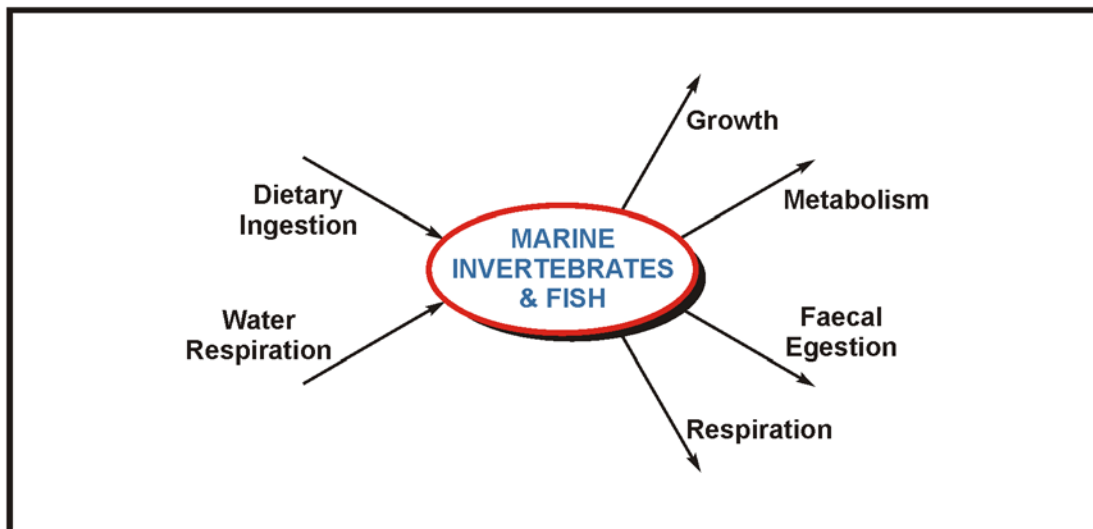 Growth
Dietary
Ingestion
Metabolism
MARINE
INVERTEBRATES
& FISH
Water
Respiration
Faecal
Egestion
Respiration